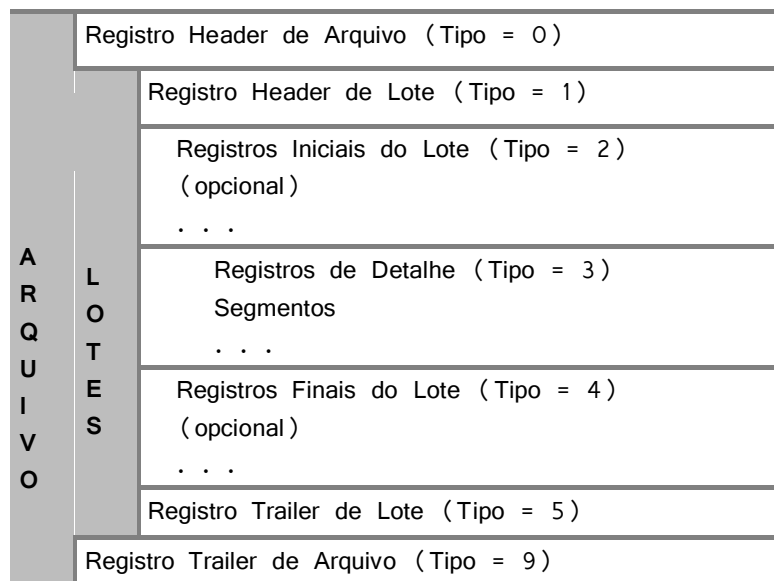 Registro Header de Arquivo (Tipo = 0)
Registro Header de Lote (Tipo = 1)
Registros Iniciais do Lote (Tipo = 2)
(opcional)
. . .
Registros de Detalhe (Tipo = 3)
Segmentos
. . .
Registros Finais do Lote (Tipo = 4)
(opcional)
. . .
Registro Trailer de Lote (Tipo = 5)
Registro Trailer de Arquivo (Tipo = 9)
A
R
Q
U
I
V
O
L
O
T
E
S